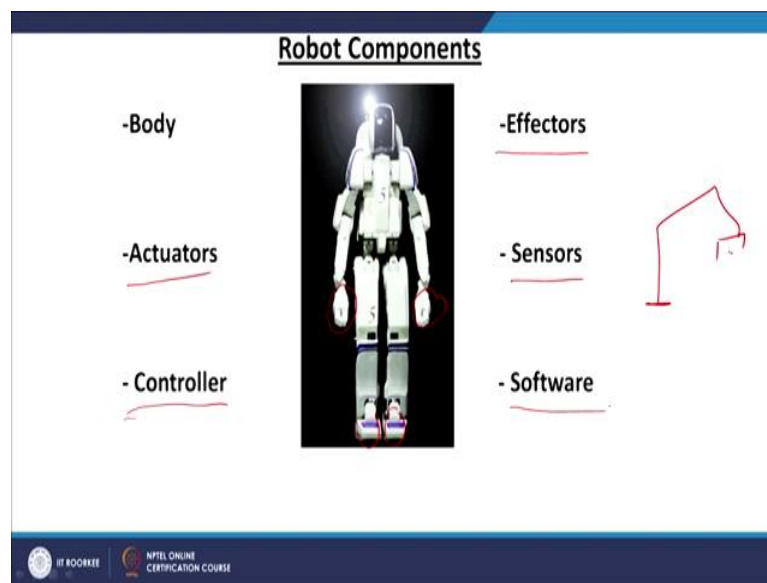 Robot Components
-Body
-Effectors
-Actuators
- Sensors
- Controller
- Software
IIT ROORKEE
NPTEL ONLINE
CERTIFICATION COURSE